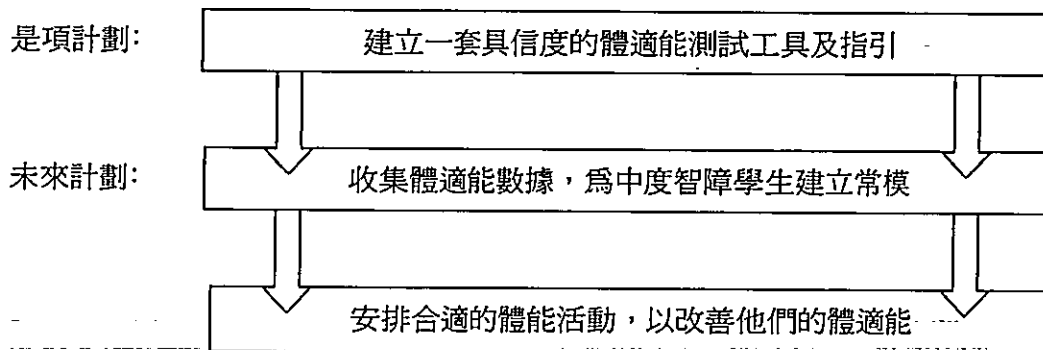 是項計劃:
建立一套具信度的體適能測試工具及指引
未來計劃:
收集體適能數據,爲中度智障學生建立常模
安排合適的體能活動,以改善他們的體適能